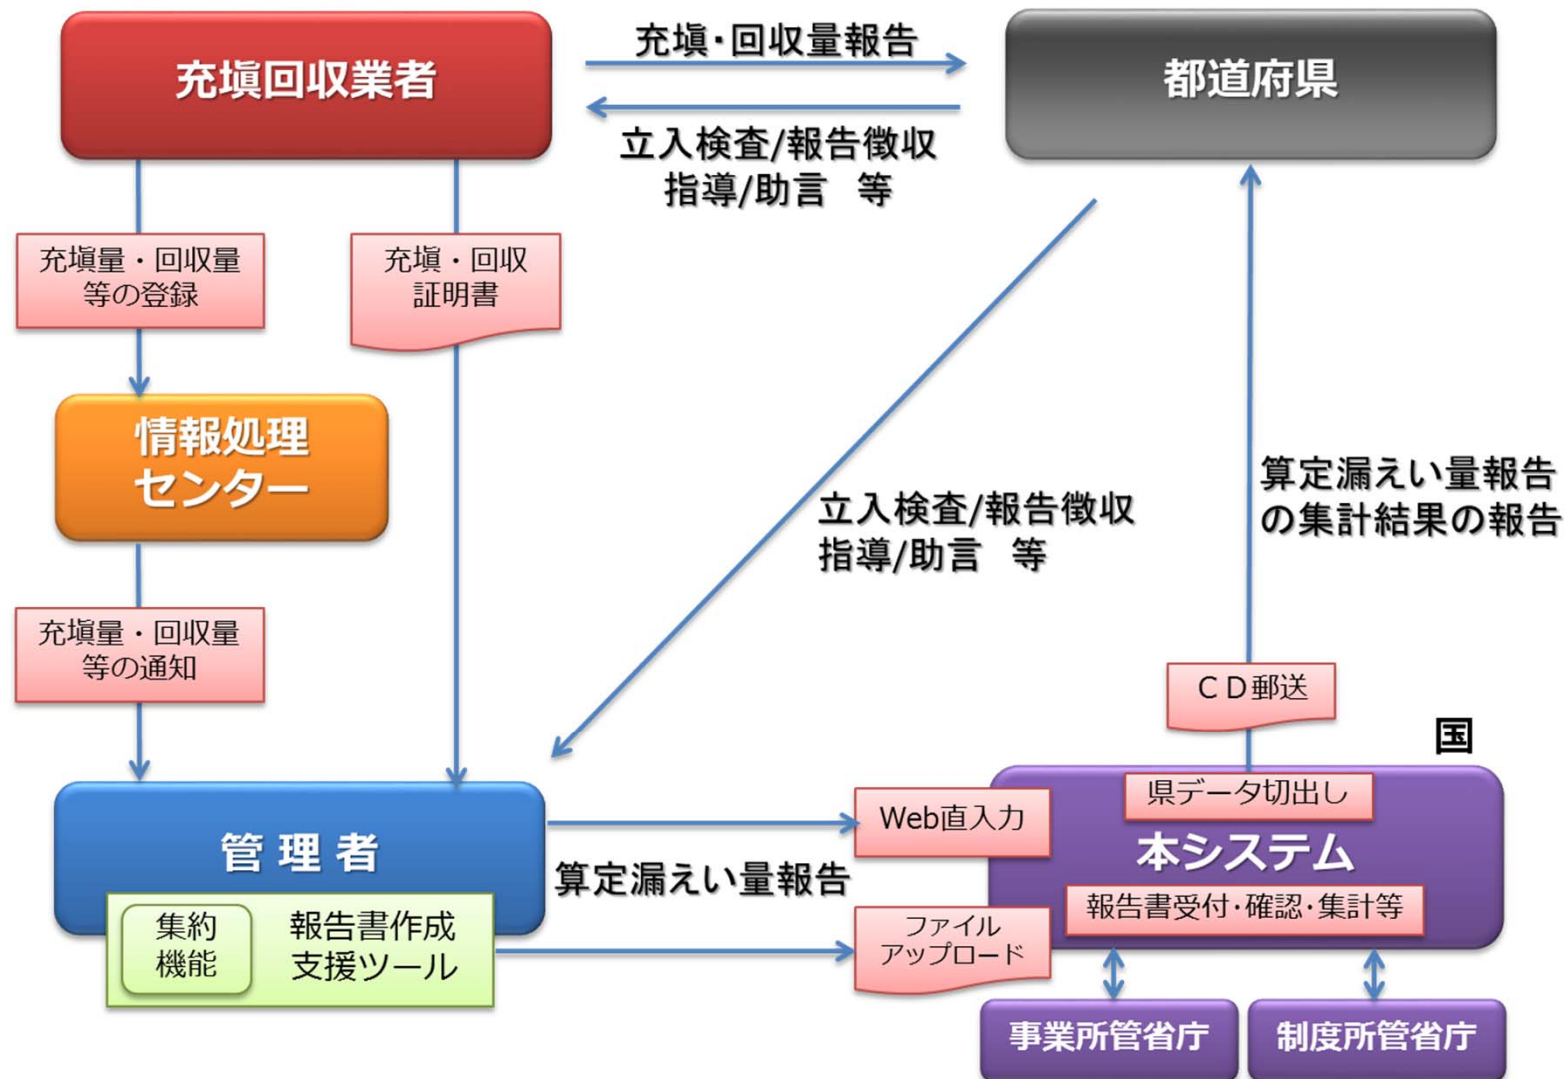 充塡回収業者
充塡・回収量報告
都道府県
立入検査/報告徴収
指導/助言　等
充塡量・回収量
等の登録
充塡・回収
証明書
情報処理
センター
立入検査/報告徴収
指導/助言　等
算定漏えい量報告
の集計結果の報告
充塡量・回収量
等の通知
ＣＤ郵送
国
管 理 者
Web直入力
県データ切出し
本システム
算定漏えい量報告
報告書受付・確認・集計等
集約
機能
報告書作成
支援ツール
ファイル
アップロード
事業所管省庁
制度所管省庁